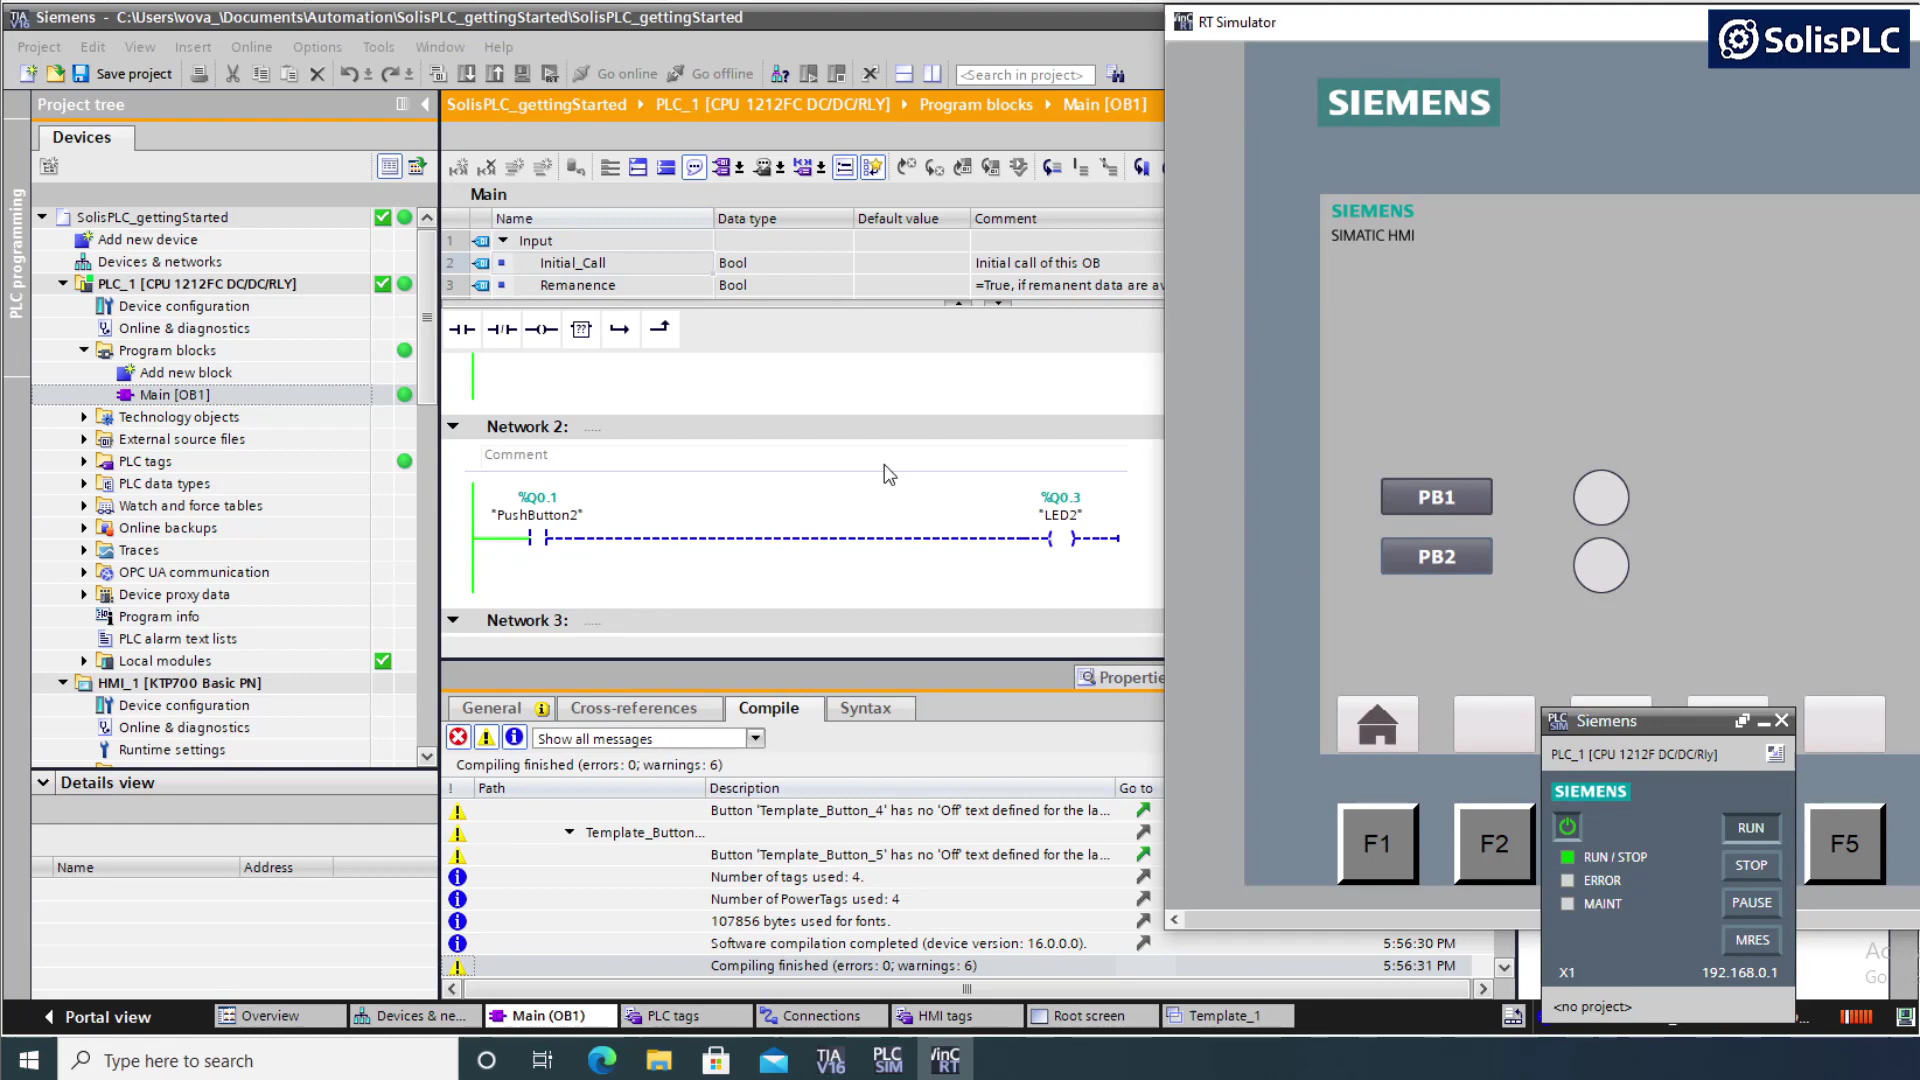 Siemens - C:\Users\vova_\Documents\Automation\SolisPLC_gettingStarted\SolisPLC_gettingStarted
Project Edit View Insert Online Options Tools Window Help
Save project
Go online
Go offline
<Search in project>
Project tree
Devices
PLC programming
SolisPLC_gettingStarted
Add new device
Devices & networks
PLC_1 [CPU 1212FC DC/DC/RLY]
Device configuration
Online & diagnostics
Program blocks
Add new block
Main [OB1]
Technology objects
External source files
PLC tags
PLC data types
Watch and force tables
Online backups
Traces
OPC UA communication
Device proxy data
Program info
PLC alarm text lists
Local modules
HMI_1 [KTP700 Basic PN]
Device configuration
Online & diagnostics
Runtime settings
Details view
Name Address
SolisPLC_gettingStarted PLC_1 [CPU 1212FC DC/DC/RLY] Program blocks Main [OB1]
Main
Name Data type Default value Comment
1 Input
2 Initial_Call Bool Initial call of this OB
3 Remanence Bool =True, if remanent data are av
??
Network 2: .....
Comment
%Q0.1
"PushButton2"
%Q0.3
"LED2"
Network 3: .....
Propertie
General Cross-references Compile Syntax
Show all messages
Compiling finished (errors: 0; warnings: 6)
! Path Description Go to
Button 'Template_Button_4' has no 'Off' text defined for the la...
Template_Button...
Button 'Template_Button_5' has no 'Off' text defined for the la...
Number of tags used: 4.
Number of PowerTags used: 4
107856 bytes used for fonts.
Software compilation completed (device version: 16.0.0.0). 5:56:30 PM
Compiling finished (errors: 0; warnings: 6) 5:56:31 PM
RT Simulator
SolisPLC
SIEMENS
SIEMENS
SIMATIC HMI
PB1
PB2
F1 F2 F5
Siemens
PLC_1 [CPU 1212F DC/DC/Rly]
SIEMENS
RUN
RUN / STOP
STOP
ERROR
PAUSE
MAINT
MRES
X1 192.168.0.1
<no project>
Ac
Go
Portal view Overview Devices & ne... Main (OB1) PLC tags Connections HMI tags Root screen Template_1
Type here to search
TIA V16
PLC SIM
WinC RT